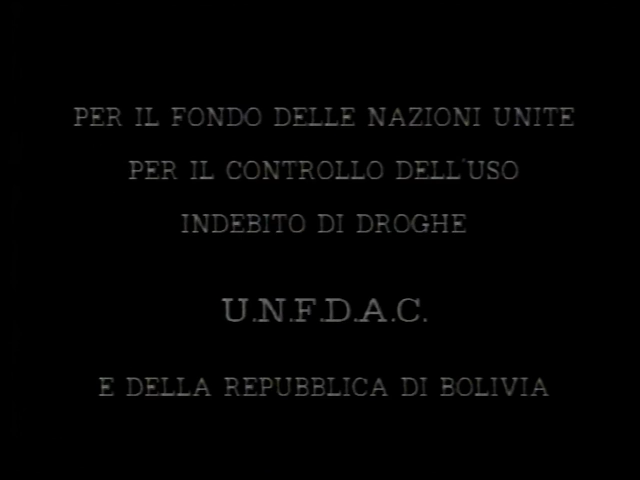 PER IL FONDO DELLE NAZIONI UNITE
PER IL CONTROLLO DELL'USO
INDEBITO DI DROGHE
U.N.F.D.A.C.
E DELLA REPUBBLICA DI BOLIVIA